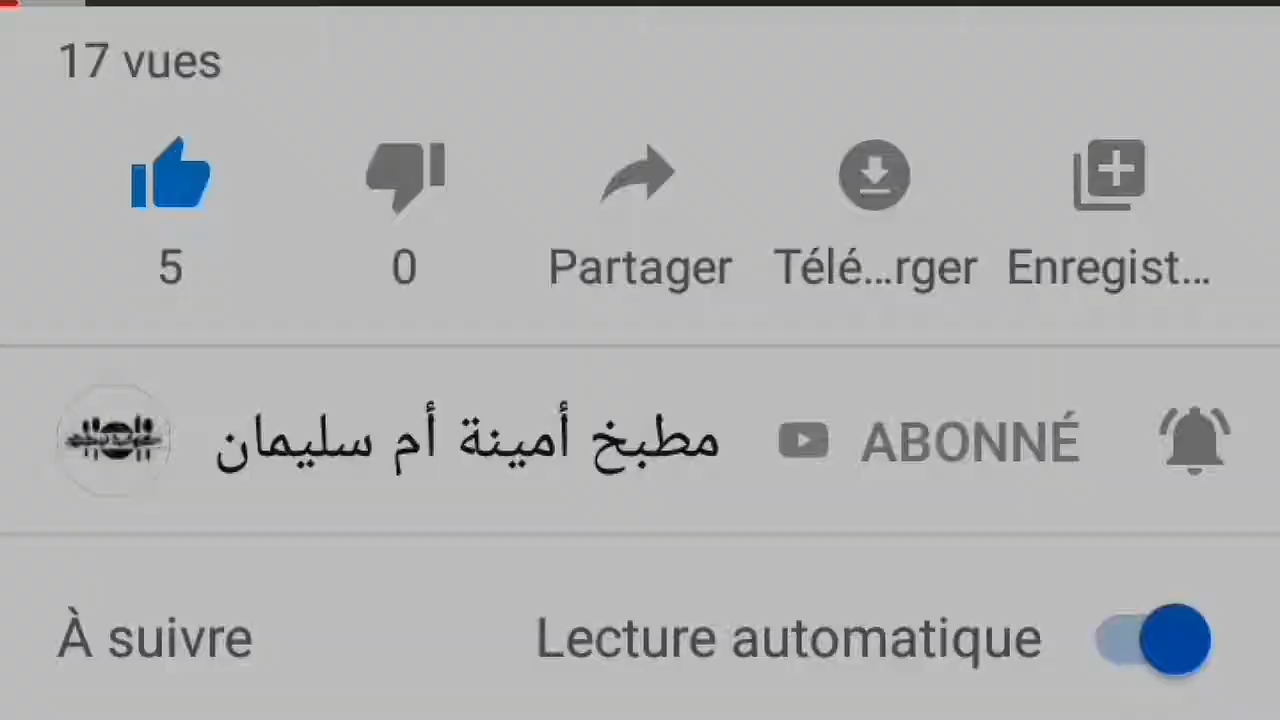 17 vues
5 0 Partager Télé...rger Enregist...
مطبخ أمينة أم سليمان ABONNÉ
À suivre Lecture automatique